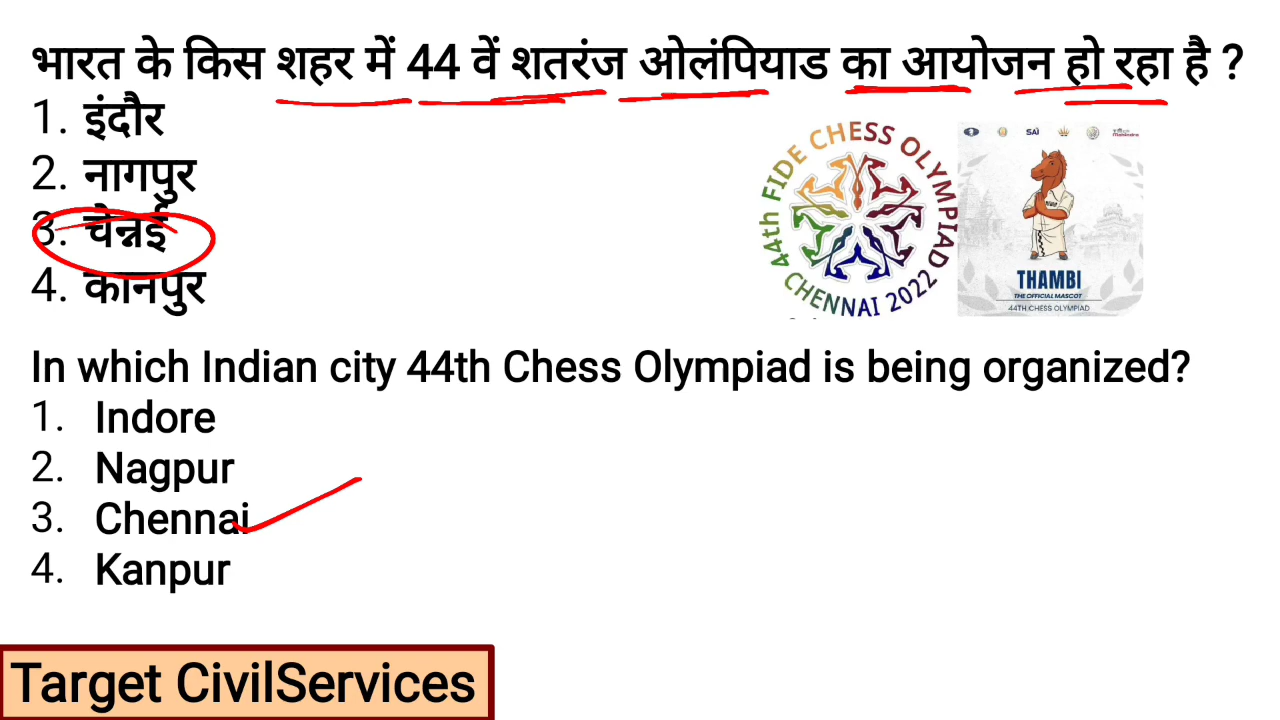 भारत के किस शहर में 44 वें शतरंज ओलंपियाड का आयोजन हो रहा है ?
1. इंदौर
2. नागपुर
3. चेन्नई
4. कानपुर
44th FIDE CHESS OLYMPIAD
CHENNAI 2022
SAI
Mahindra
THAMBI
THE OFFICIAL MASCOT
44TH CHESS OLYMPIAD
In which Indian city 44th Chess Olympiad is being organized?
1. Indore
2. Nagpur
3. Chennai
4. Kanpur
Target CivilServices